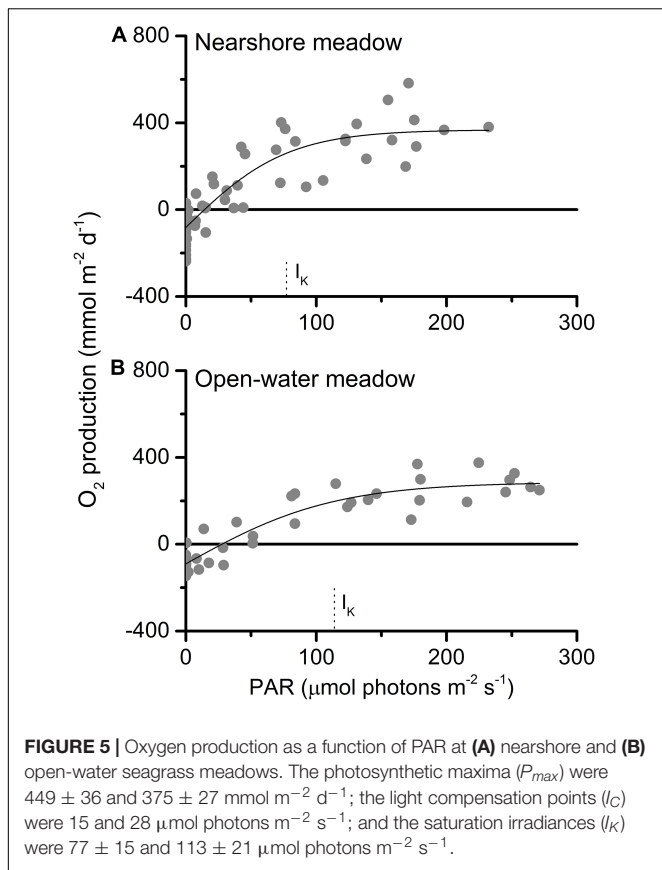 A
Nearshore meadow
800
400
0
-400
0 100 200 300
I_K
O₂ production (mmol m⁻² d⁻¹)
B
Open-water meadow
800
400
0
-400
I_K
0 100 200 300
PAR (μmol photons m⁻² s⁻¹)
FIGURE 5 | Oxygen production as a function of PAR at (A) nearshore and (B)
open-water seagrass meadows. The photosynthetic maxima (P_max) were
449 ± 36 and 375 ± 27 mmol m⁻² d⁻¹; the light compensation points (I_C)
were 15 and 28 μmol photons m⁻² s⁻¹; and the saturation irradiances (I_K)
were 77 ± 15 and 113 ± 21 μmol photons m⁻² s⁻¹.